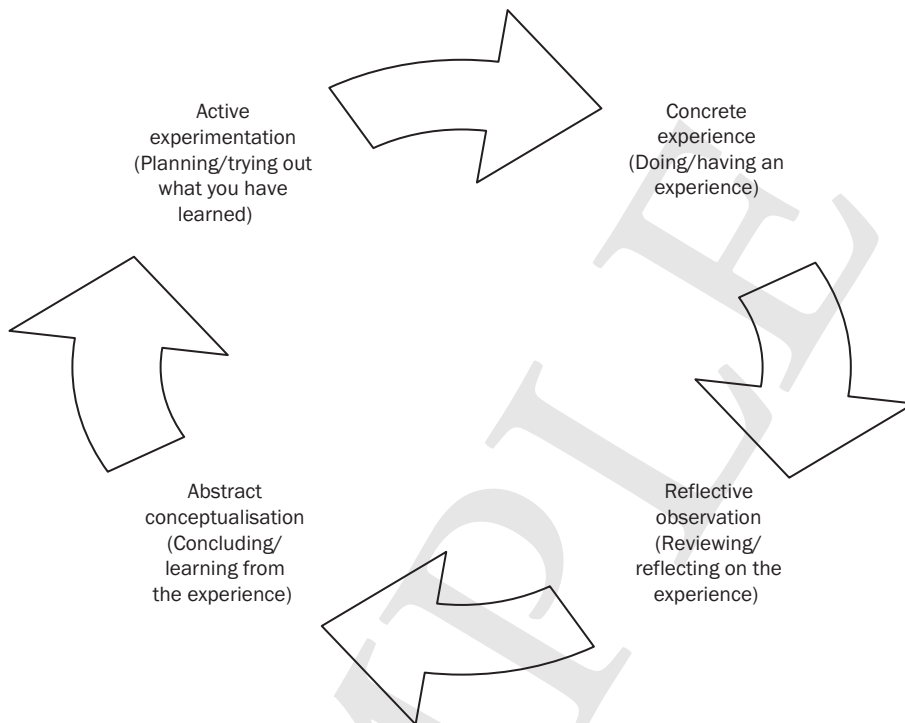 Active
experimentation
(Planning/trying out
what you have
learned)
Concrete
experience
(Doing/having an
experience)
Reflective
observation
(Reviewing/
reflecting on the
experience)
Abstract
conceptualisation
(Concluding/
learning from
the experience)
MPLE